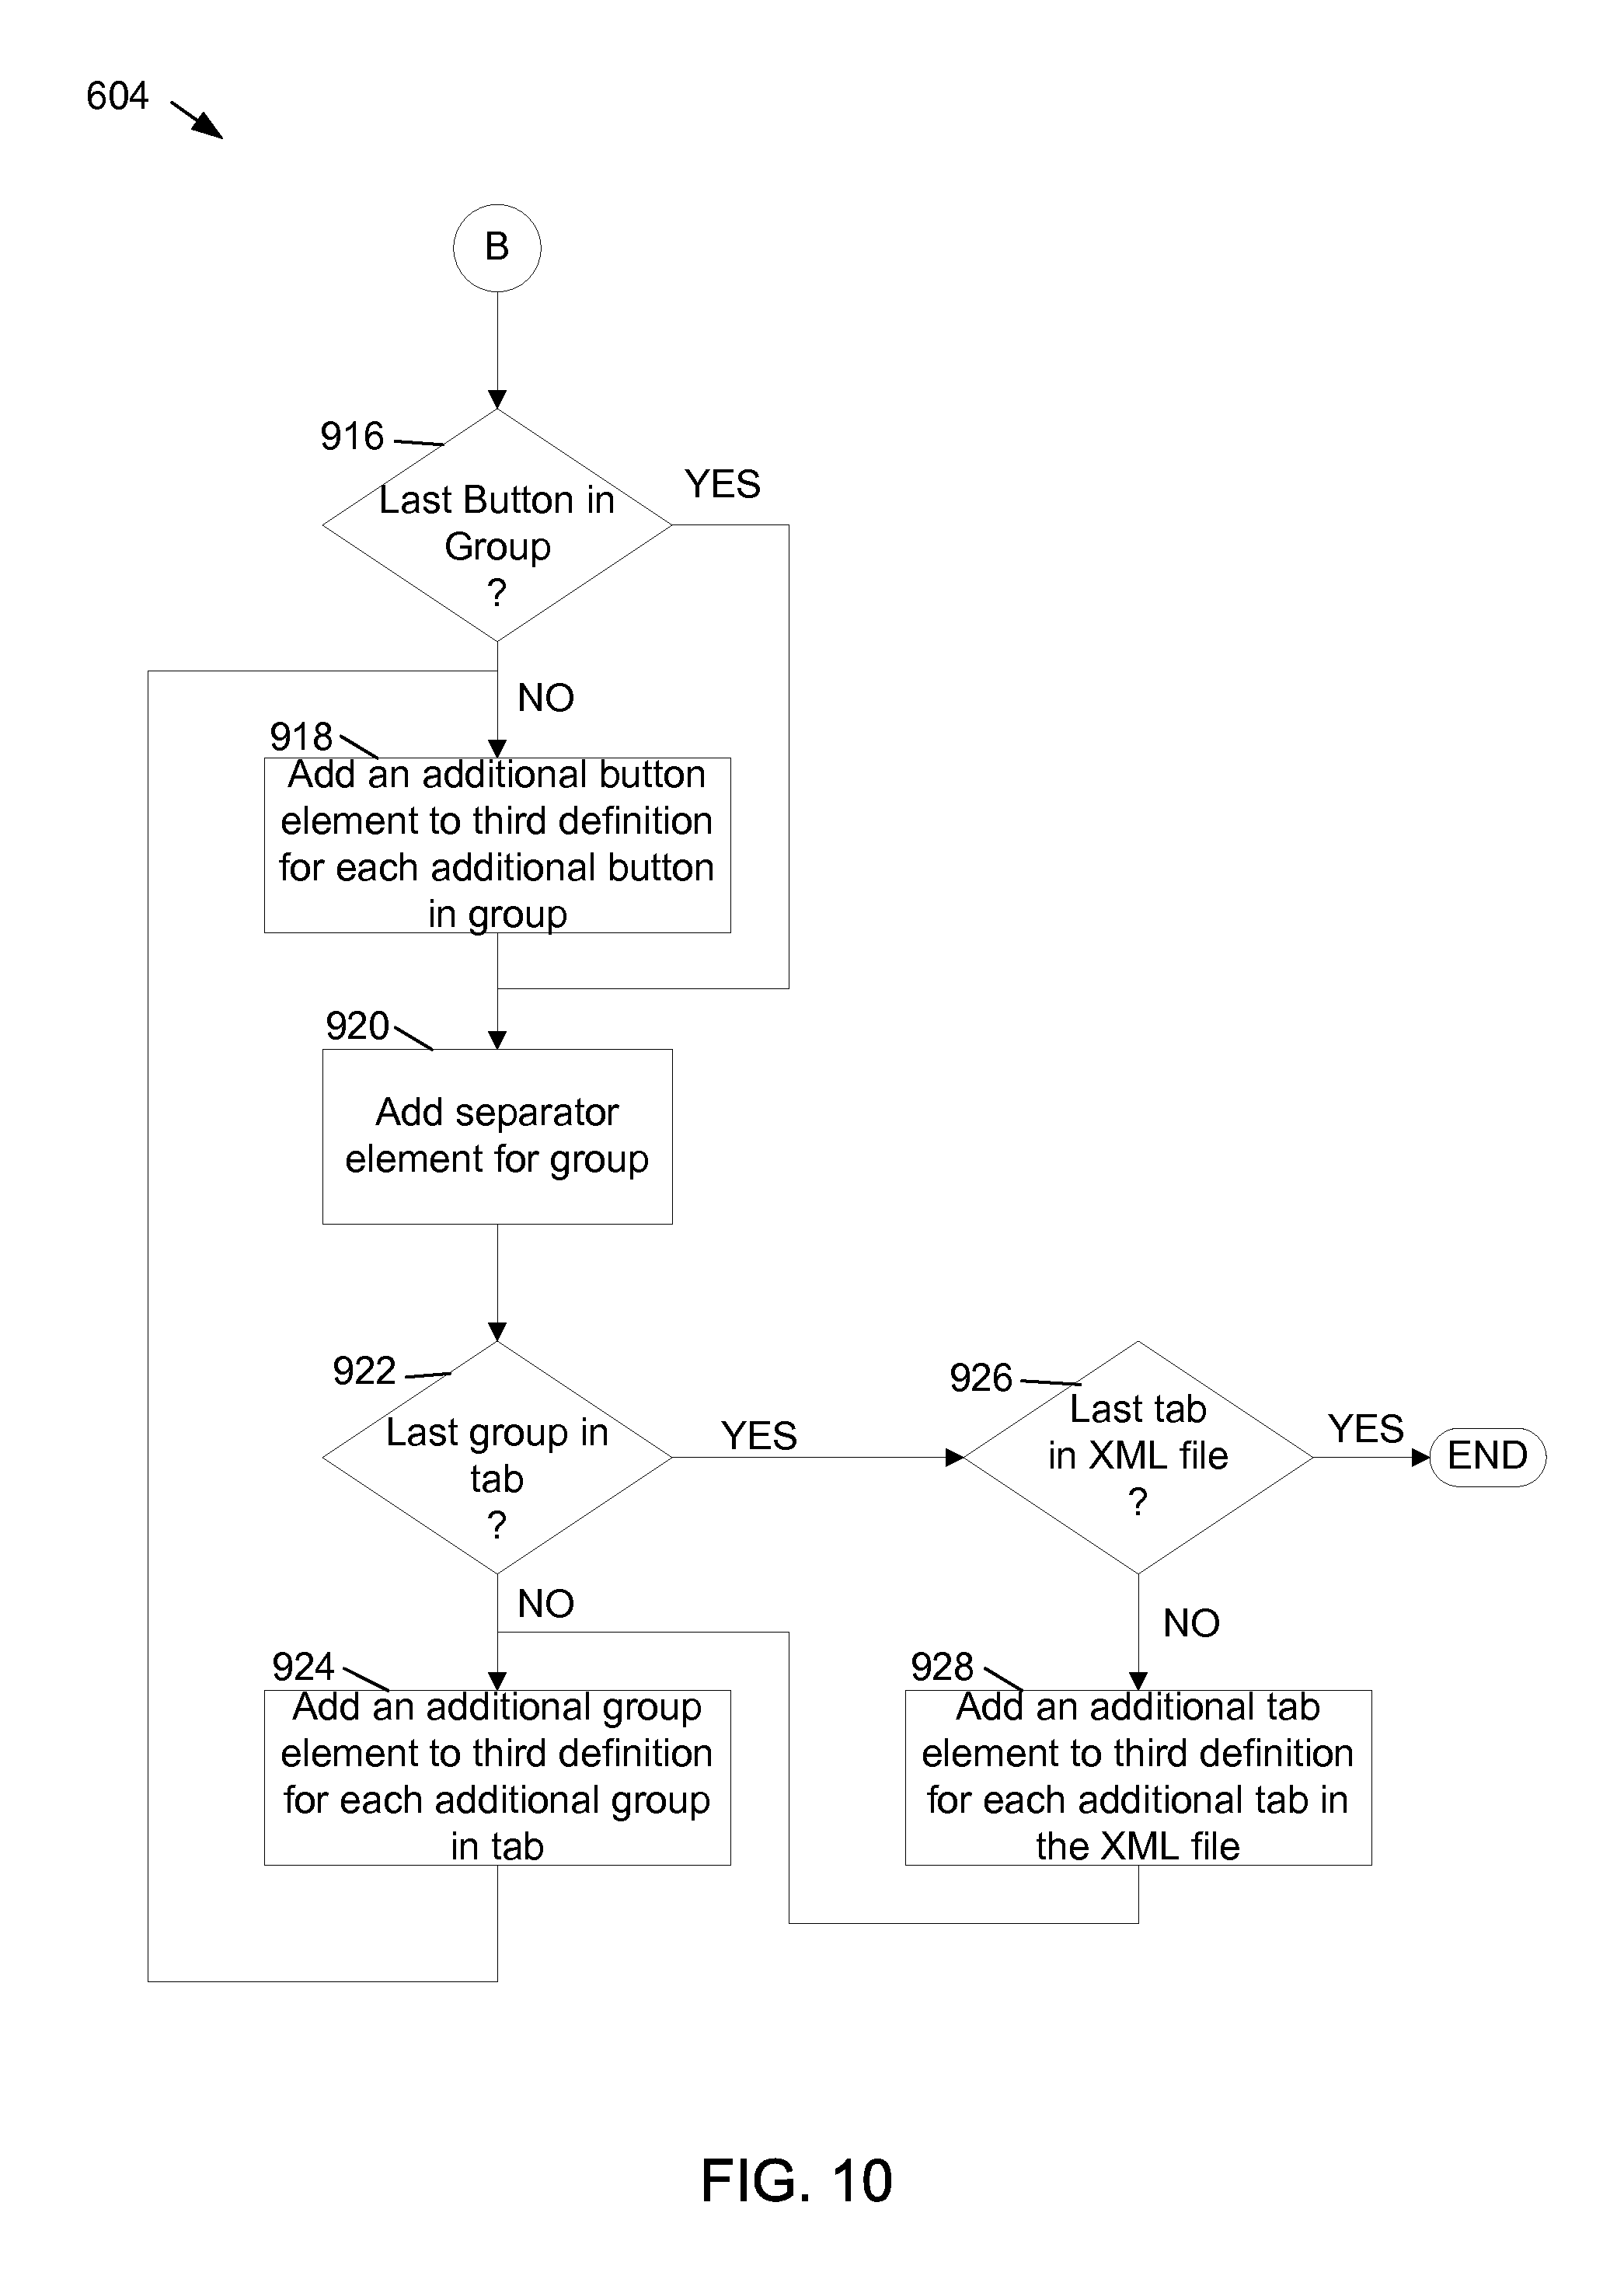 604
B
916
Last Button in
Group
?
YES
NO
918
Add an additional button
element to third definition
for each additional button
in group
920
Add separator
element for group
922
Last group in
tab
?
YES
926
Last tab
in XML file
?
YES
END
NO
NO
924
Add an additional group
element to third definition
for each additional group
in tab
928
Add an additional tab
element to third definition
for each additional tab in
the XML file
FIG. 10